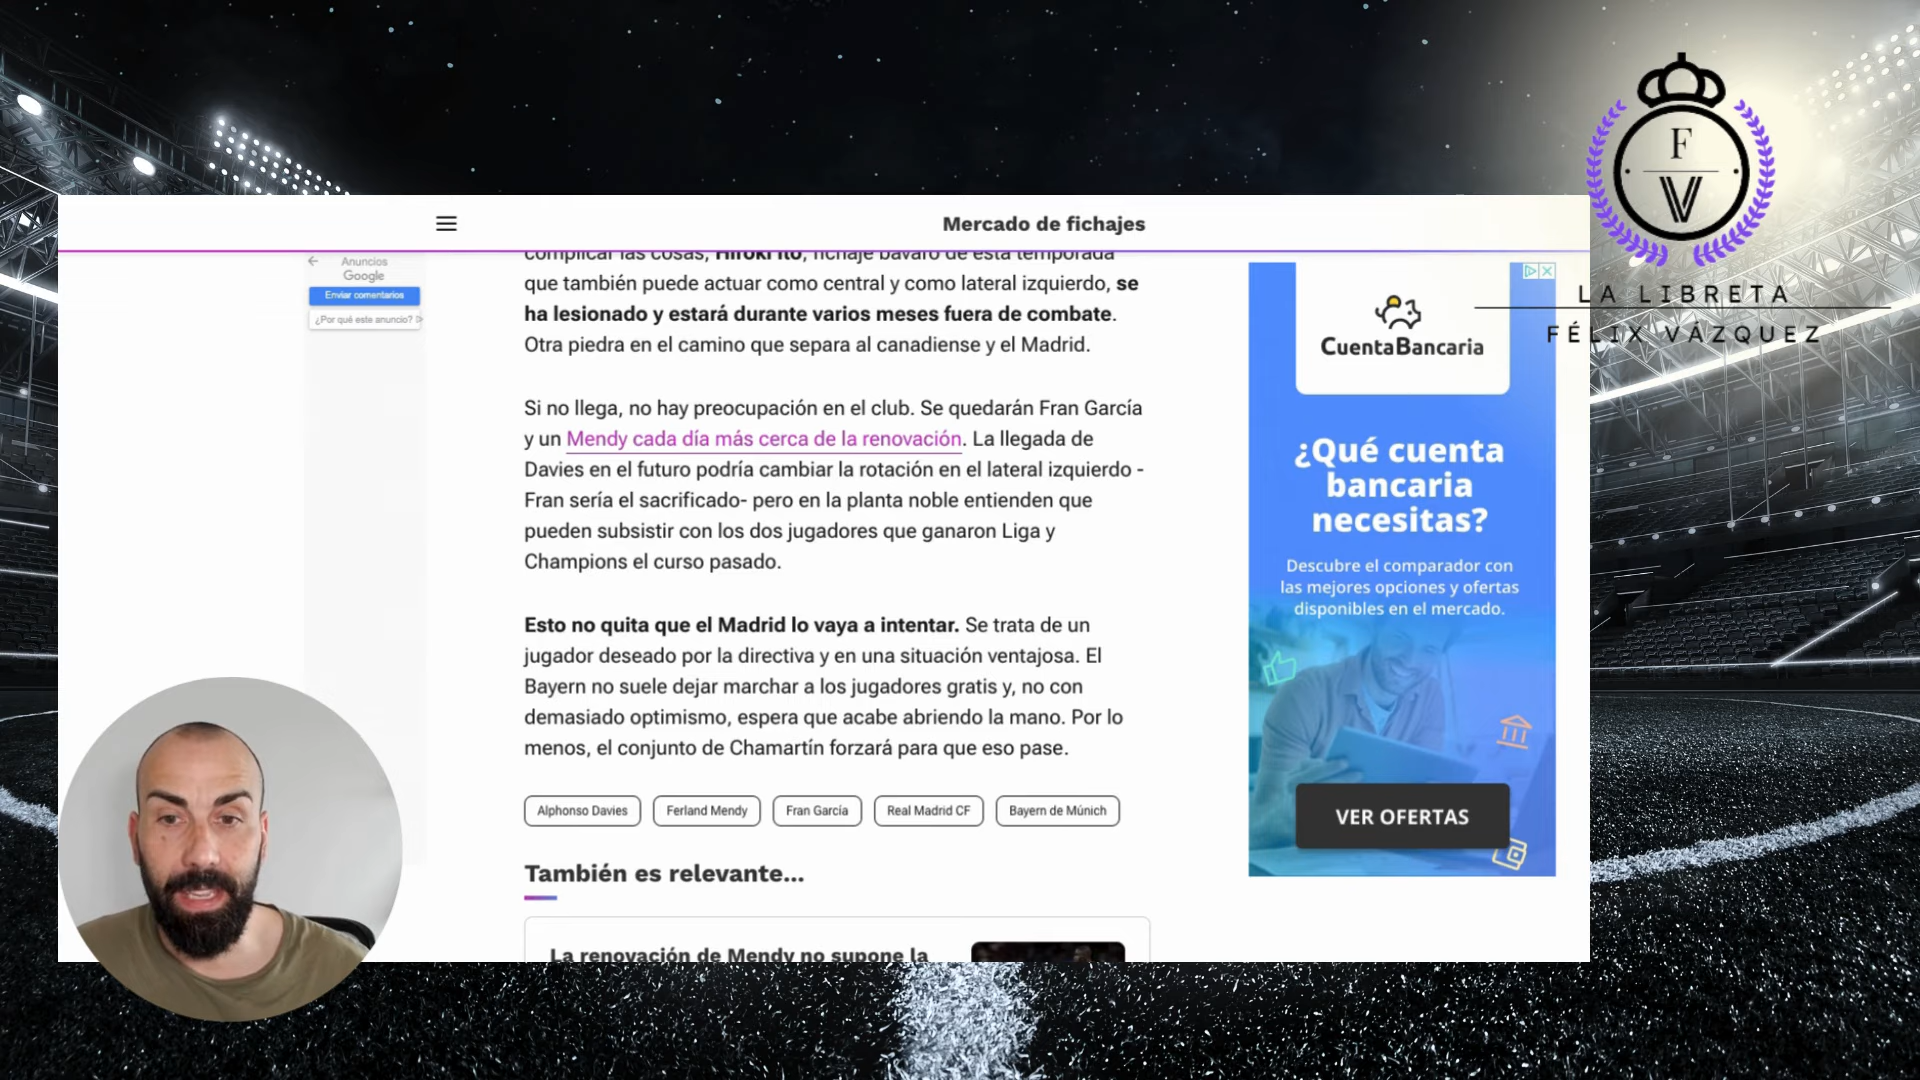 Mercado de fichajes
Anuncios
Google
Enviar comentarios
¿Por qué este anuncio?
complicar las cosas, Hiroki Ito, fichaje bávaro de esta temporada
que también puede actuar como central y como lateral izquierdo, se
ha lesionado y estará durante varios meses fuera de combate.
Otra piedra en el camino que separa al canadiense y el Madrid.
Si no llega, no hay preocupación en el club. Se quedarán Fran García
y un Mendy cada día más cerca de la renovación. La llegada de
Davies en el futuro podría cambiar la rotación en el lateral izquierdo -
Fran sería el sacrificado- pero en la planta noble entienden que
pueden subsistir con los dos jugadores que ganaron Liga y
Champions el curso pasado.
Esto no quita que el Madrid lo vaya a intentar. Se trata de un
jugador deseado por la directiva y en una situación ventajosa. El
Bayern no suele dejar marchar a los jugadores gratis y, no con
demasiado optimismo, espera que acabe abriendo la mano. Por lo
menos, el conjunto de Chamartín forzará para que eso pase.
Alphonso Davies
Ferland Mendy
Fran García
Real Madrid CF
Bayern de Múnich
También es relevante...
La renovación de Mendy no supone la
CuentaBancaria
¿Qué cuenta
bancaria
necesitas?
Descubre el comparador con
las mejores opciones y ofertas
disponibles en el mercado.
VER OFERTAS
F
V
LA LIBRETA
FÉLIX VÁZQUEZ